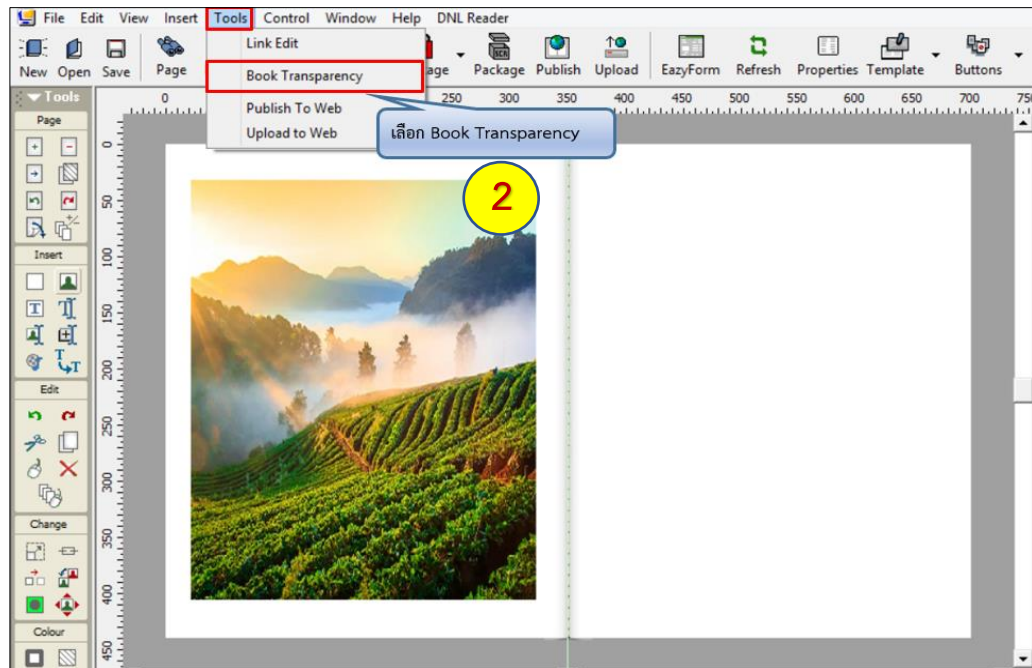 File Edit View Insert Tools Control Window Help DNL Reader
New Open Save Page age Package Publish Upload EazyForm Refresh Properties Template Buttons
Link Edit
Book Transparency
Publish To Web
Upload to Web
เลือก Book Transparency
2
Tools
Page
Insert
Edit
Change
Colour
0 250 300 350 400 450 500 550 600 650 700 750
0
50
100
150
200
250
300
350
400
450